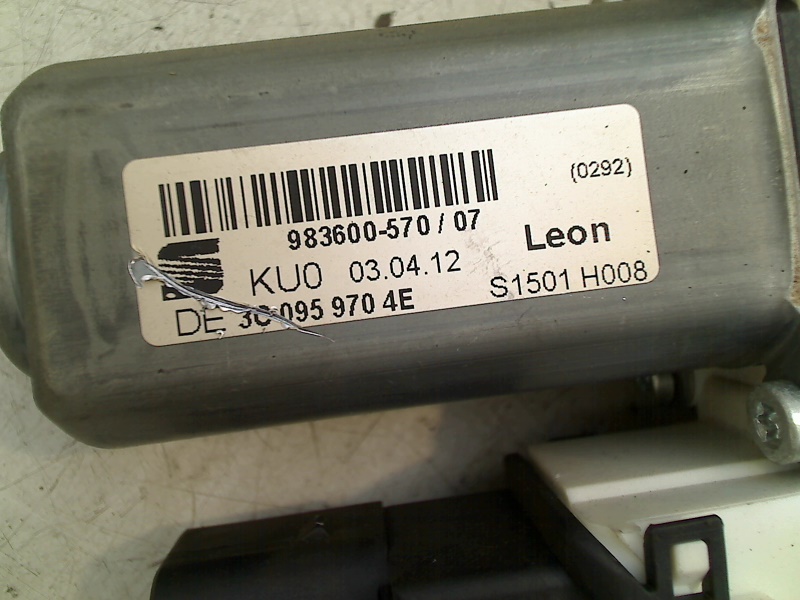 (0292)
983600-570 / 07
Leon
KU0 03.04.12
S1501 H008
DE 095 970 4E